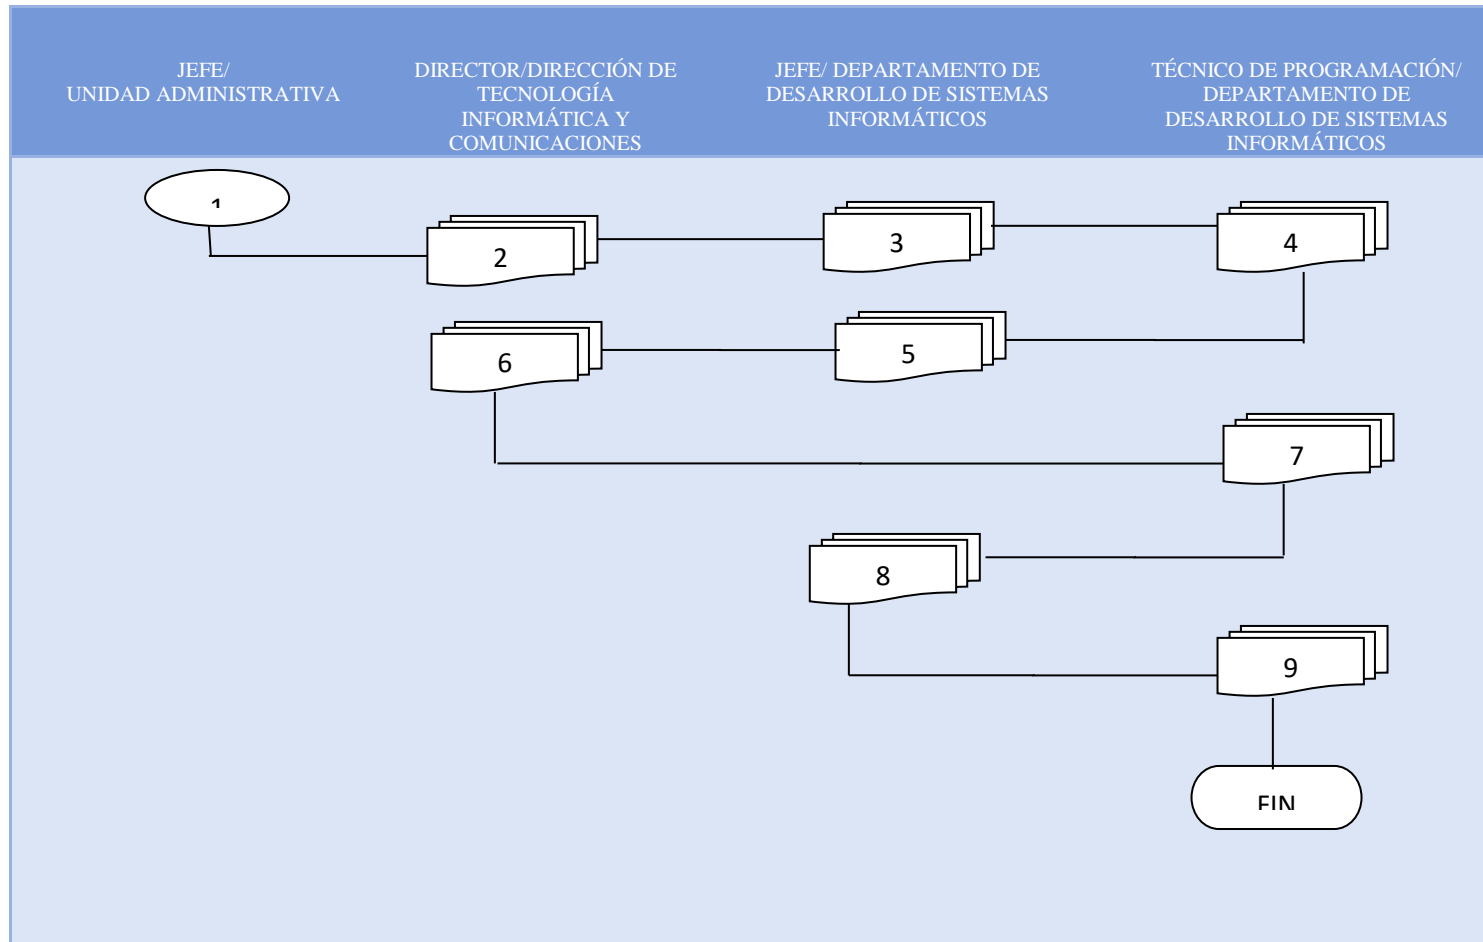 JEFE/
UNIDAD ADMINISTRATIVA
DIRECTOR/DIRECCIÓN DE
TECNOLOGÍA
INFORMÁTICA Y
COMUNICACIONES
JEFE/ DEPARTAMENTO DE
DESARROLLO DE SISTEMAS
INFORMÁTICOS
TÉCNICO DE PROGRAMACIÓN/
DEPARTAMENTO DE
DESARROLLO DE SISTEMAS
INFORMÁTICOS
1
2
3
4
6
5
7
8
9
FIN